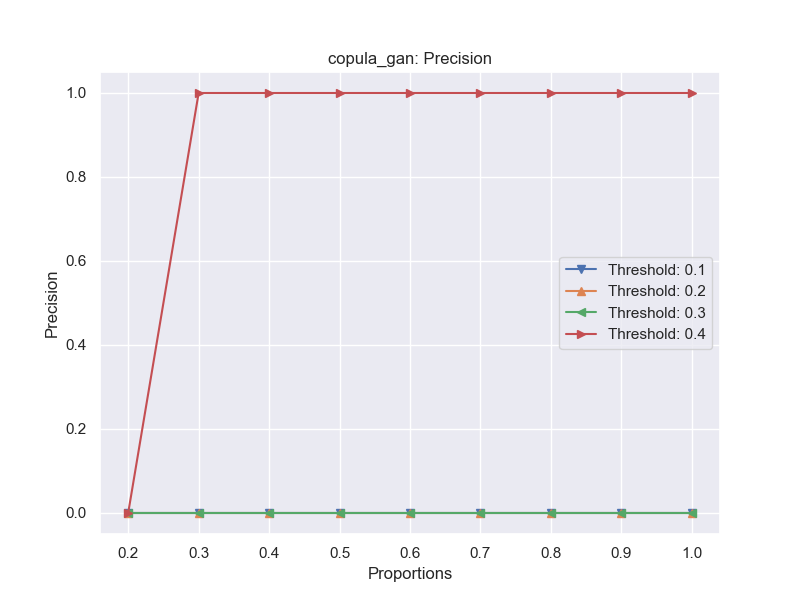 copula_gan: Precision
Precision
1.0
0.8
0.6
0.4
0.2
0.0
Threshold: 0.1
Threshold: 0.2
Threshold: 0.3
Threshold: 0.4
0.2 0.3 0.4 0.5 0.6 0.7 0.8 0.9 1.0
Proportions